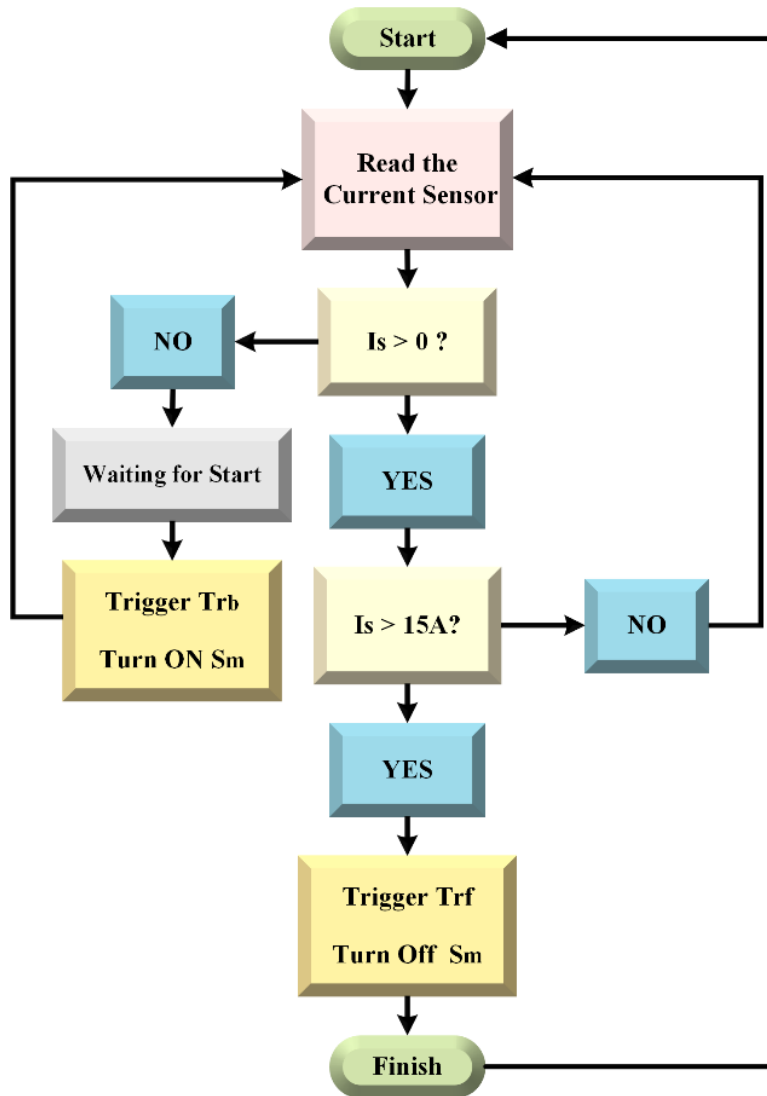 Start
Read the
Current Sensor
Is > 0 ?
NO
Waiting for Start
Trigger Trb
Turn ON Sm
YES
Is > 15A?
NO
YES
Trigger Trf
Turn Off Sm
Finish